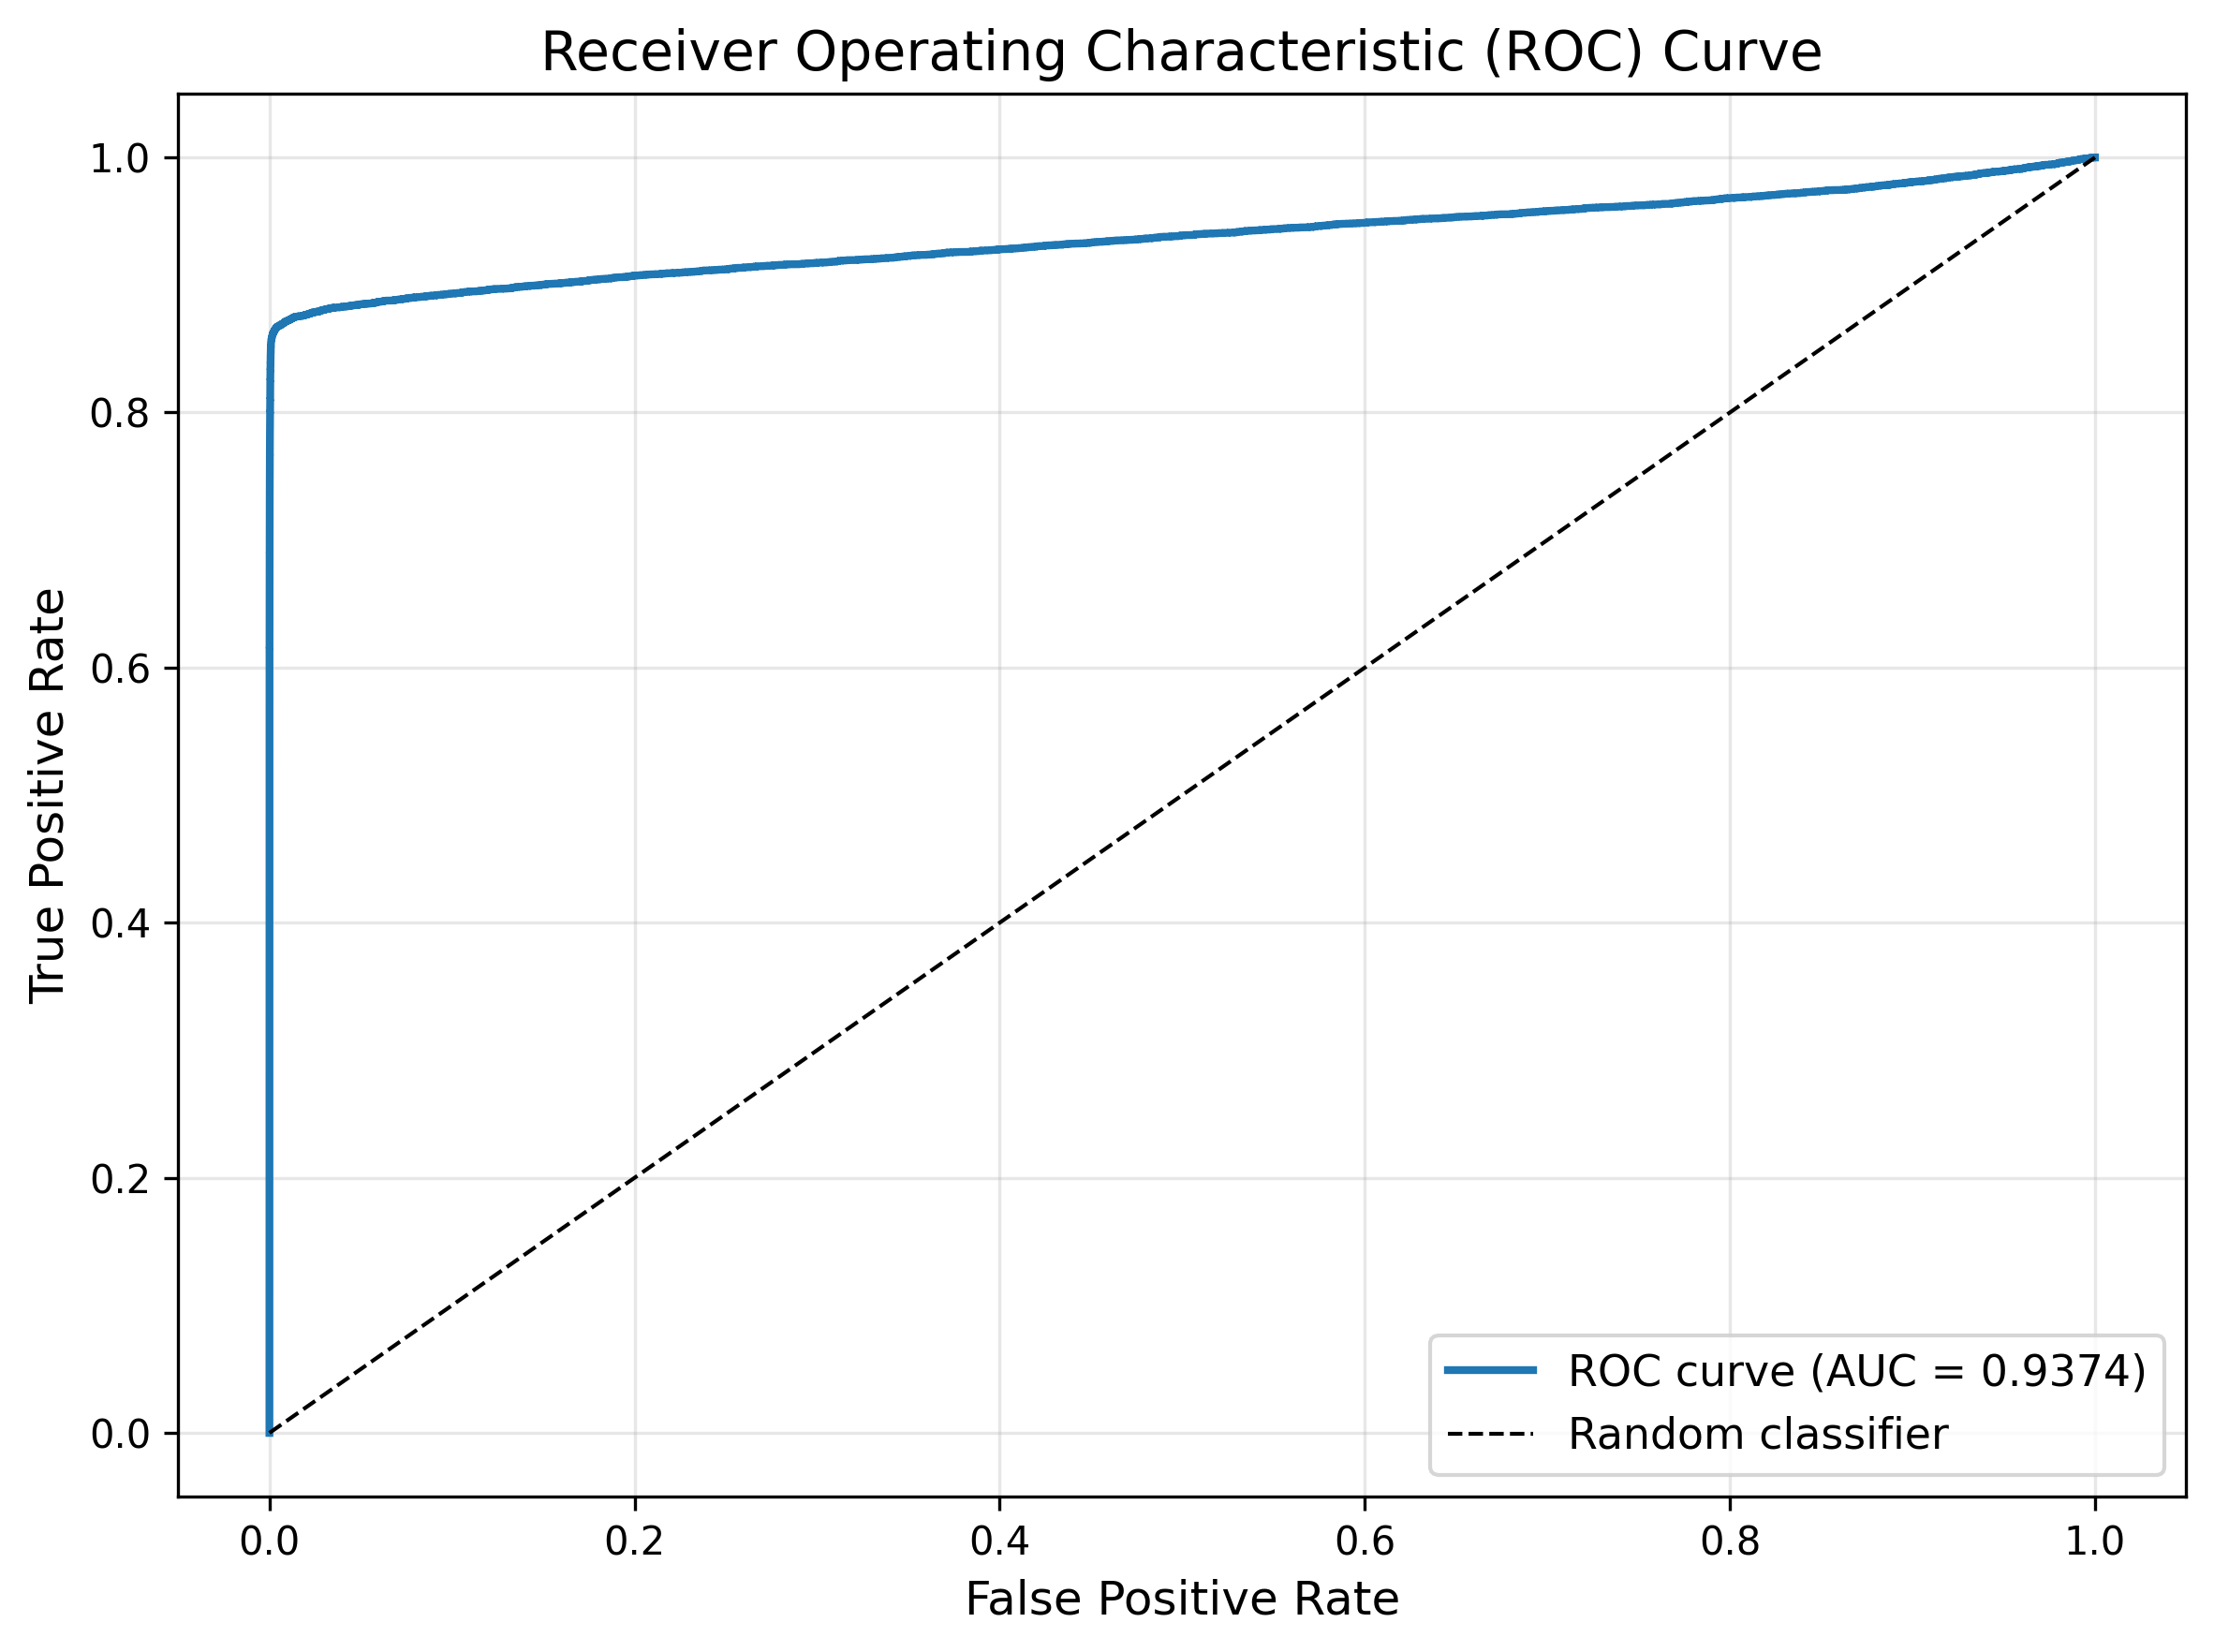 Receiver Operating Characteristic (ROC) Curve
1.0
0.8
0.6
0.4
0.2
0.0
True Positive Rate
ROC curve (AUC = 0.9374)
Random classifier
0.0 0.2 0.4 0.6 0.8 1.0
False Positive Rate